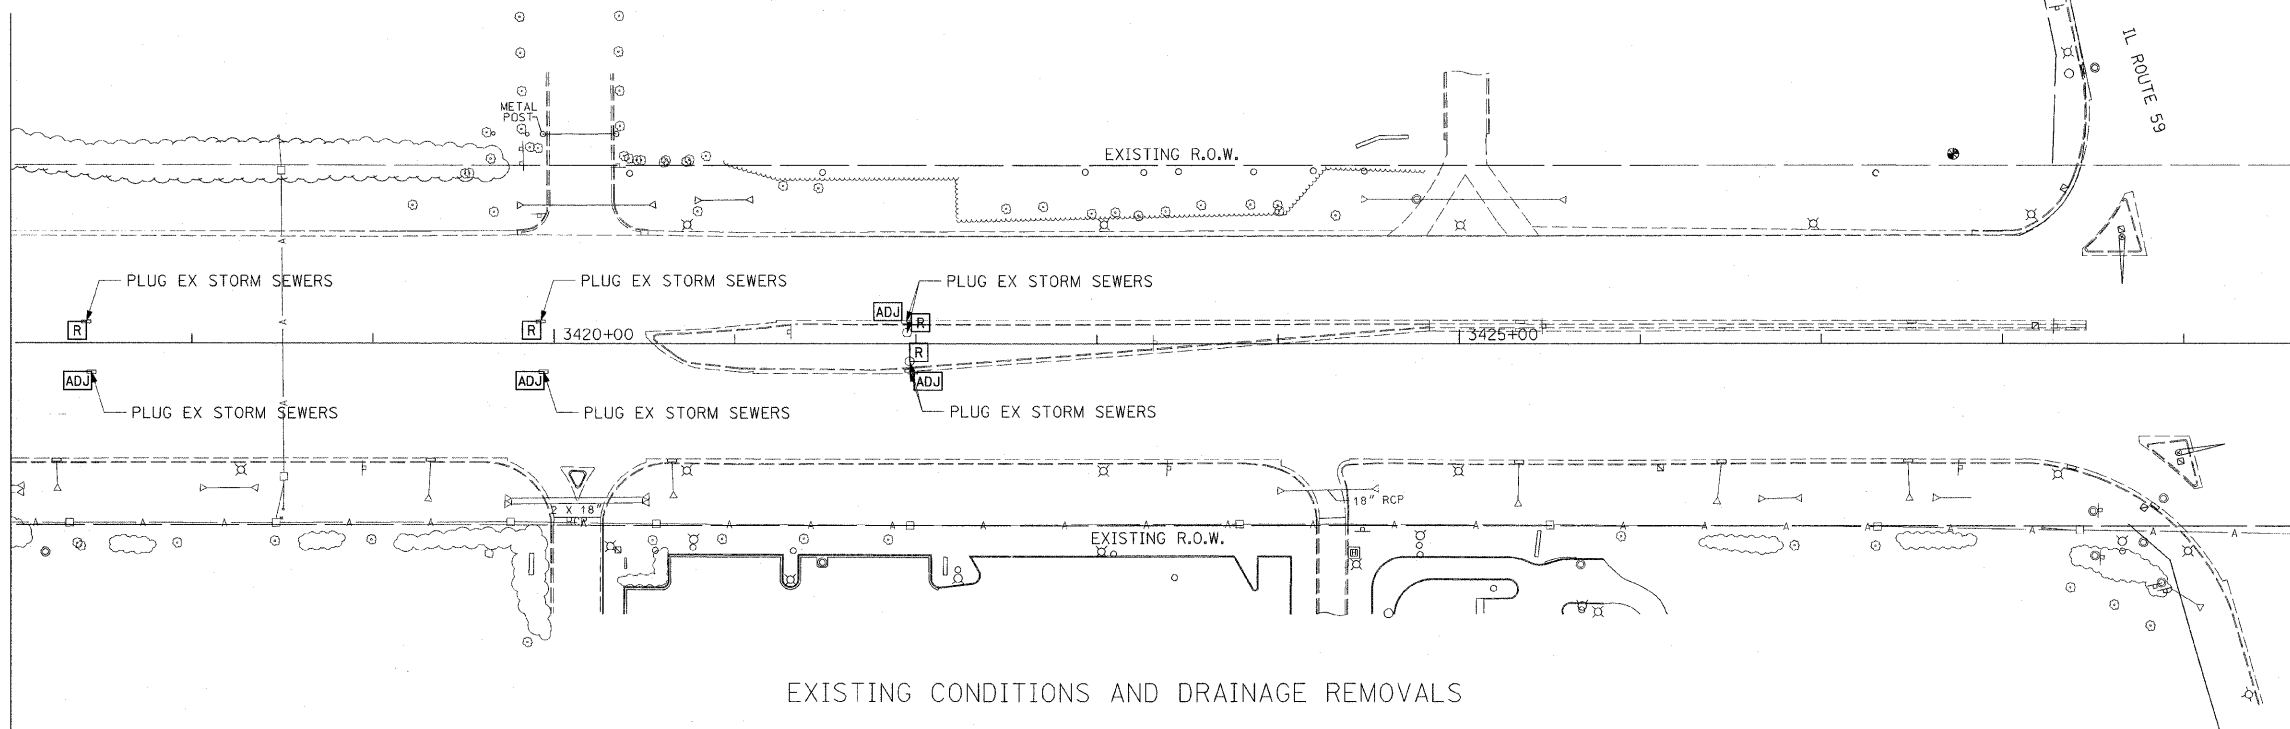 IL ROUTE 59
METAL
POST
EXISTING R.O.W.
PLUG EX STORM SEWERS
PLUG EX STORM SEWERS
PLUG EX STORM SEWERS
R
R
ADJ
R
3420+00
3425+00
R
ADJ
ADJ
ADJ
PLUG EX STORM SEWERS
PLUG EX STORM SEWERS
PLUG EX STORM SEWERS
A
A
A
2 X 18"
RCP
18" RCP
A A A A A A A A A A A A A A A A A
EXISTING R.O.W.
H
EXISTING CONDITIONS AND DRAINAGE REMOVALS